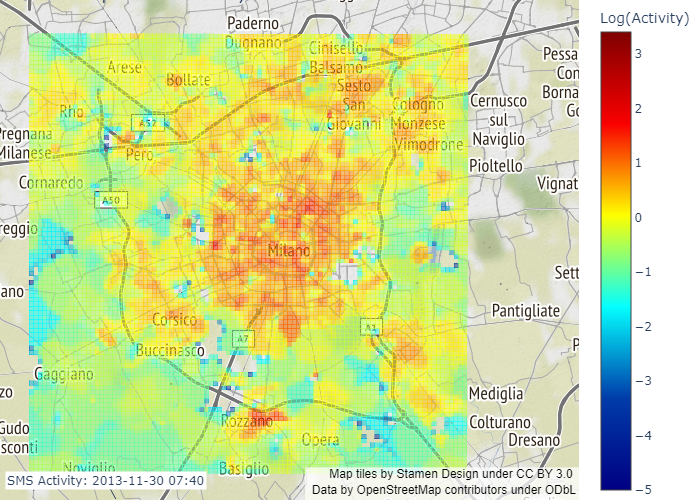 Log(Activity)
3
2
1
0
−1
−2
−3
−4
−5
Paderno
Dugnano
Cinisello
Balsamo
Arese
Bollate
Sesto
San
Giovanni
Cologno
Monzese
Vimodrone
Cernusco
sul
Naviglio
Pioltello
Pessa
Con
Borna
Go
Rho
A52
Pregnana
Milanese
Pero
Cornaredo
A50
Vignat
reggio
Milano
Sett
ano
Pantigliate
Corsico
A7
A1
Buccinasco
P
Gaggiano
zo
Mediglia
Rozzano
Colturano
Gudo
sconti
Opera
Dresano
Noviglio
Basiglio
SMS Activity: 2013-11-30 07:40
Map tiles by Stamen Design under CC BY 3.0
Data by OpenStreetMap contributors under ODbL